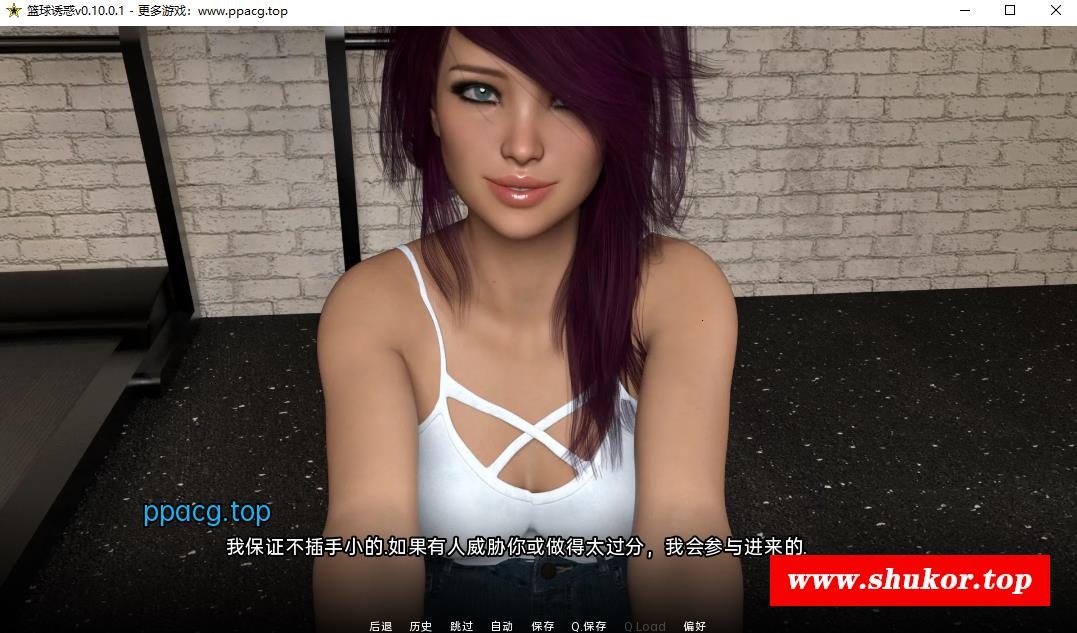 篮球诱惑v0.10.0.1 - 更多游戏：www.ppacg.top
ppacg.top
我保证不插手小的.如果有人威胁你或做得太过分，我会参与进来的.
www.shukor.top
后退 历史 跳过 自动 保存 Q.保存 Q.Load 偏好